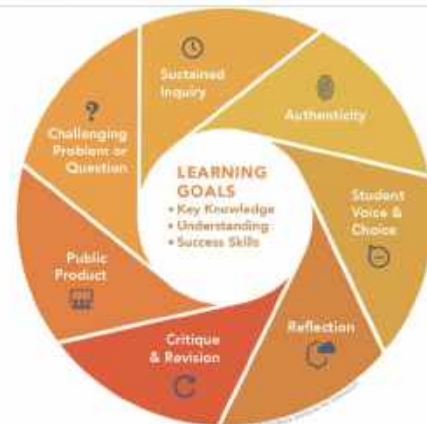 LEARNING
GOALS
• Key Knowledge
• Understanding
• Success Skills
?
Challenging
Problem or
Question
Sustained
Inquiry
Authenticity
Student
Voice &
Choice
Reflection
Critique
& Revision
Public
Product